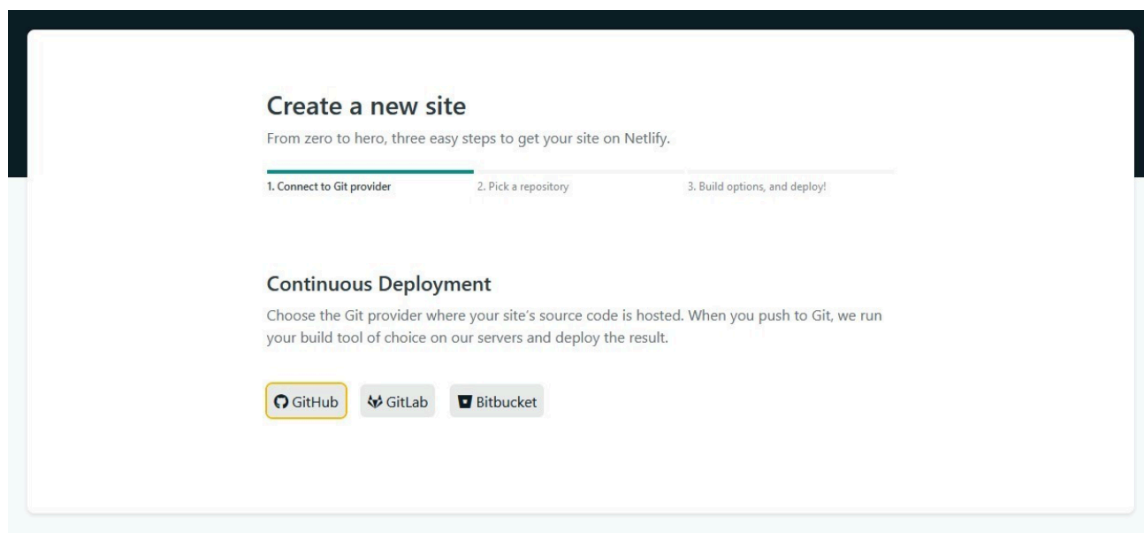 Create a new site
From zero to hero, three easy steps to get your site on Netlify.
1. Connect to Git provider
2. Pick a repository
3. Build options, and deploy!
Continuous Deployment
Choose the Git provider where your site's source code is hosted. When you push to Git, we run
your build tool of choice on our servers and deploy the result.
GitHub
GitLab
Bitbucket